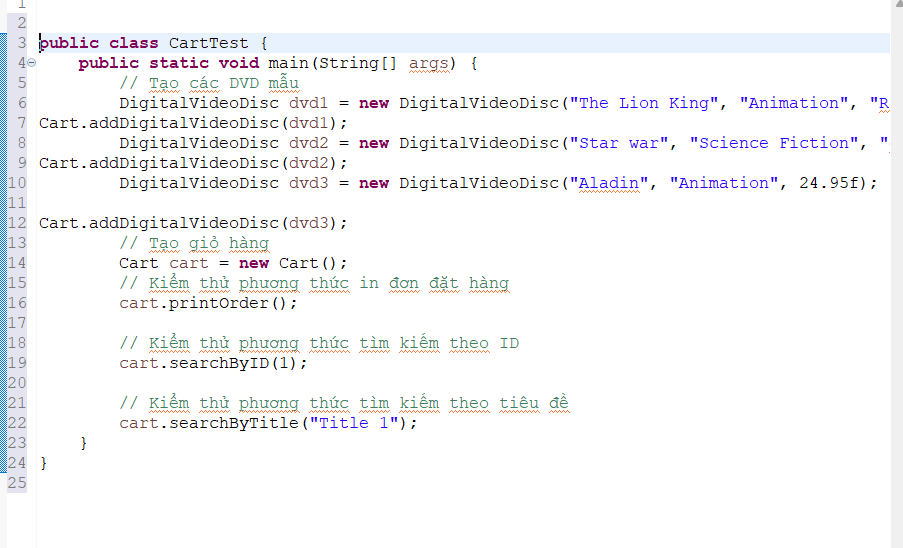 1
2
3 public class CartTest {
4 public static void main(String[] args) {
5 // Tạo các DVD mẫu
6 DigitalVideoDisc dvd1 = new DigitalVideoDisc("The Lion King", "Animation", "R
7 Cart.addDigitalVideoDisc(dvd1);
8 DigitalVideoDisc dvd2 = new DigitalVideoDisc("Star war", "Science Fiction", "
9 Cart.addDigitalVideoDisc(dvd2);
10 DigitalVideoDisc dvd3 = new DigitalVideoDisc("Aladin", "Animation", 24.95f);
11
12 Cart.addDigitalVideoDisc(dvd3);
13 // Tạo giỏ hàng
14 Cart cart = new Cart();
15 // Kiểm thử phương thức in đơn đặt hàng
16 cart.printOrder();
17
18 // Kiểm thử phương thức tìm kiếm theo ID
19 cart.searchByID(1);
20
21 // Kiểm thử phương thức tìm kiếm theo tiêu đề
22 cart.searchByTitle("Title 1");
23 }
24 }
25